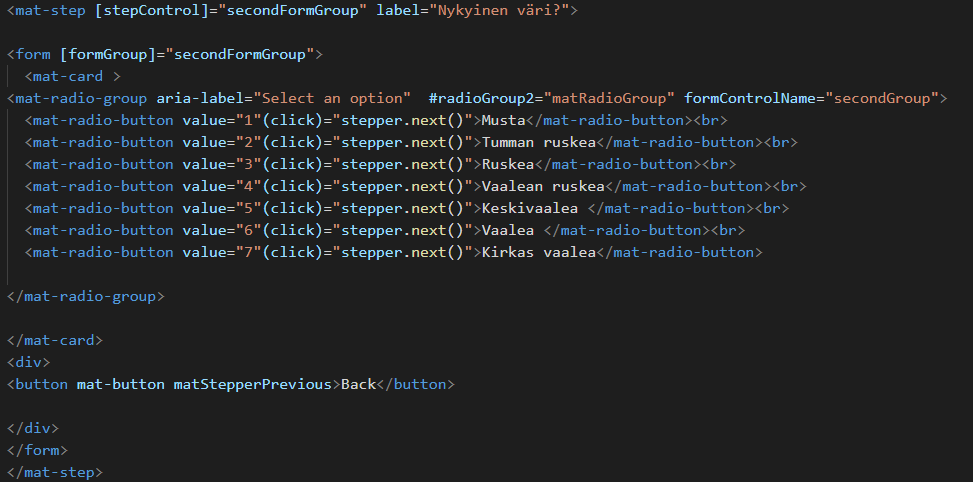 <mat-step [stepControl]="secondFormGroup" label="Nykyinen väri?">
<form [formGroup]="secondFormGroup">
<mat-card >
<mat-radio-group aria-label="Select an option"  #radioGroup2="matRadioGroup" formControlName="secondGroup">
<mat-radio-button value="1"(click)="stepper.next()">Musta</mat-radio-button><br>
<mat-radio-button value="2"(click)="stepper.next()">Tumman ruskea</mat-radio-button><br>
<mat-radio-button value="3"(click)="stepper.next()">Ruskea</mat-radio-button><br>
<mat-radio-button value="4"(click)="stepper.next()">Vaalean ruskea</mat-radio-button><br>
<mat-radio-button value="5"(click)="stepper.next()">Keskivaalea </mat-radio-button><br>
<mat-radio-button value="6"(click)="stepper.next()">Vaalea </mat-radio-button><br>
<mat-radio-button value="7"(click)="stepper.next()">Kirkas vaalea</mat-radio-button>
</mat-radio-group>
</mat-card>
<div>
<button mat-button matStepperPrevious>Back</button>
</div>
</form>
</mat-step>